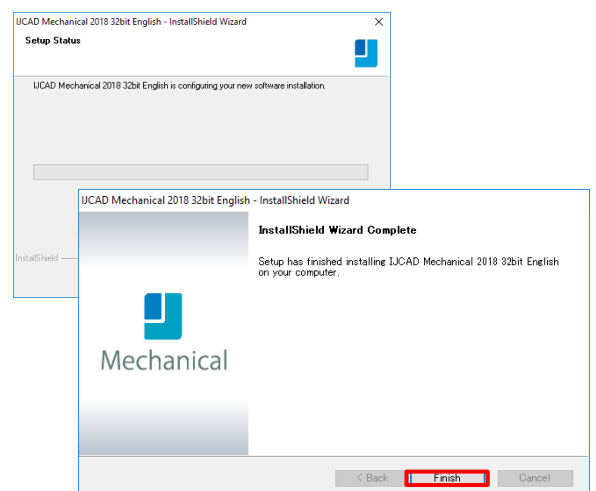 IJCAD Mechanical 2018 32bit English - InstallShield Wizard
Setup Status
IJCAD Mechanical 2018 32bit English is configuring your new software installation.
InstallShield
IJCAD Mechanical 2018 32bit English - InstallShield Wizard
InstallShield Wizard Complete
Setup has finished installing IJCAD Mechanical 2018 32bit English
on your computer.
Mechanical
< Back
Finish
Cancel